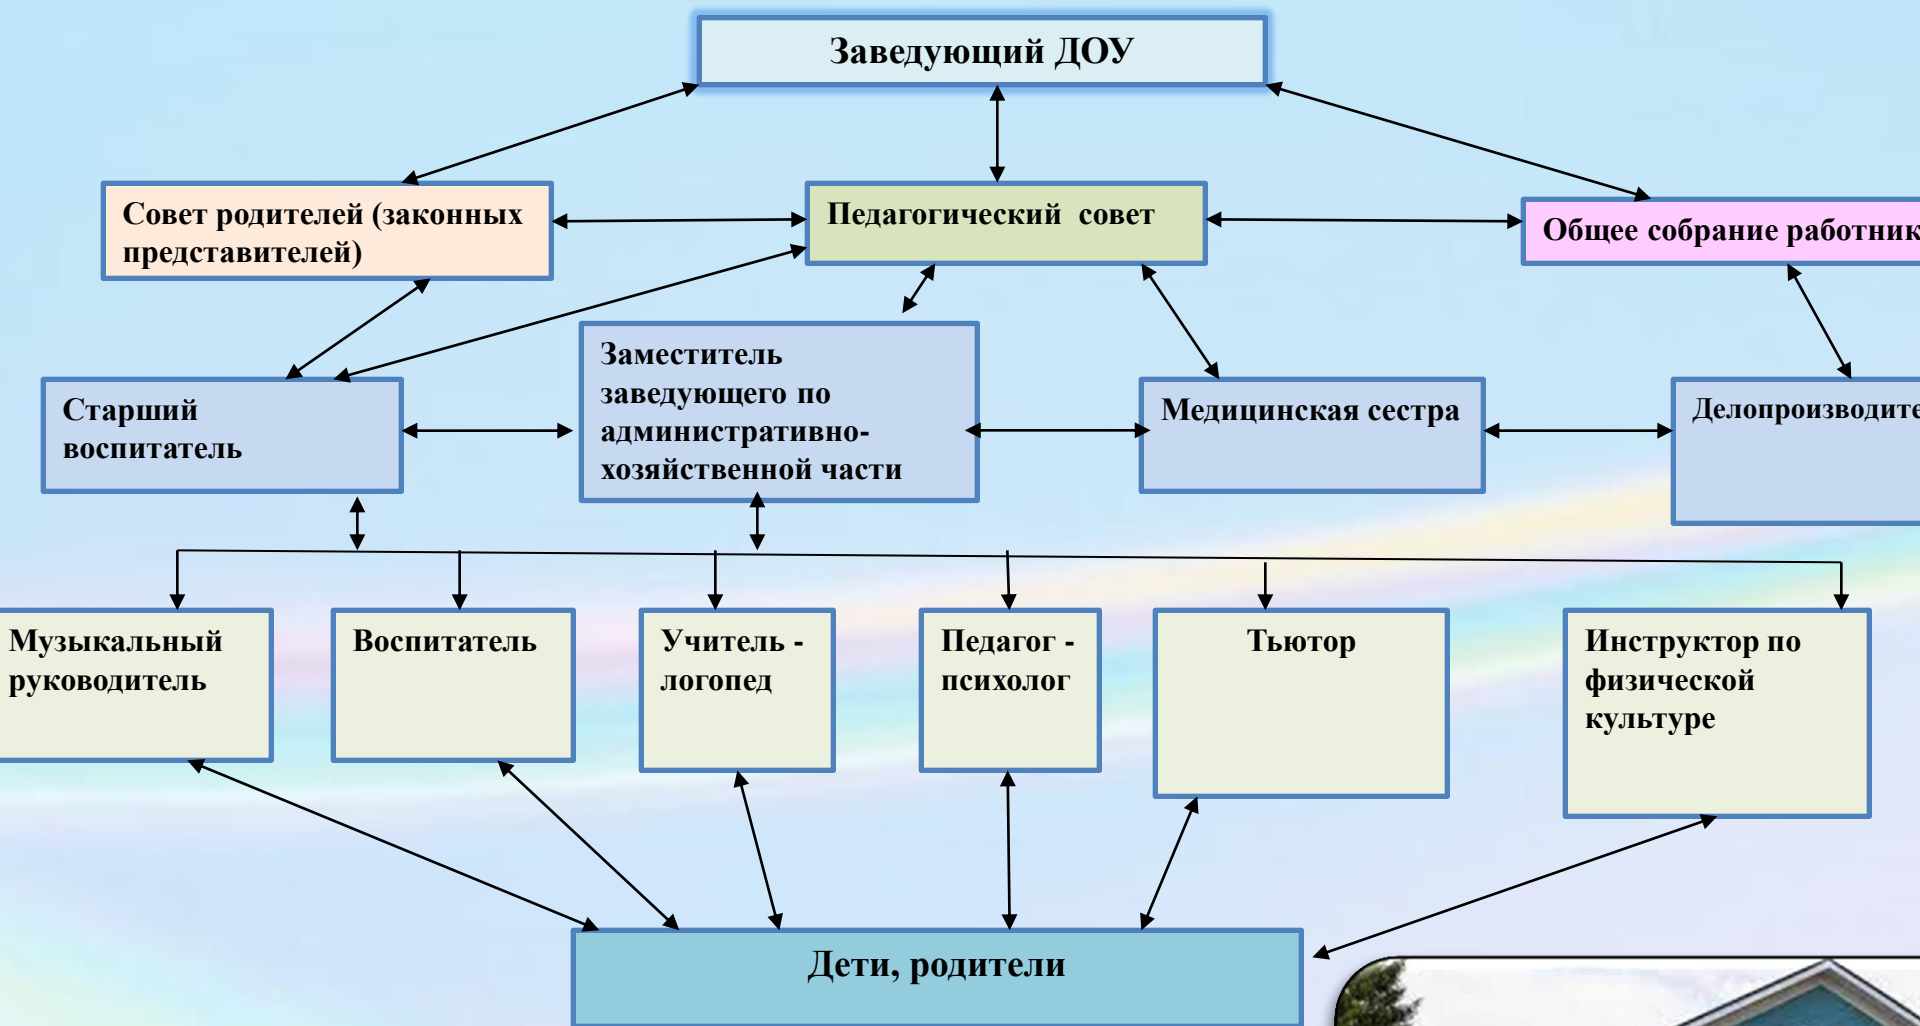 Заведующий ДОУ
Совет родителей (законных
представителей)
Педагогический совет
Общее собрание работник
Старший
воспитатель
Заместитель
заведующего по
административно-
хозяйственной части
Медицинская сестра
Делопроизводите
Музыкальный
руководитель
Воспитатель
Учитель -
логопед
Педагог -
психолог
Тьютор
Инструктор по
физической
культуре
Дети, родители